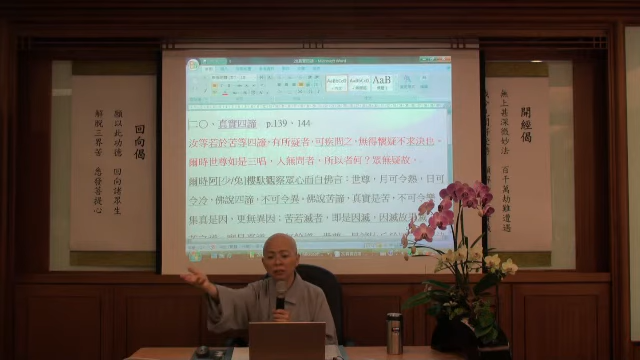 二〇、真實四諦 p.139、144
汝等若於苦等四諦，有所疑者，可疾問之，無得懷疑不求決也。
爾時世尊如是三唱，人無問者，所以者何？眾無疑故。
爾時阿[少/兔]樓馱觀察眾心而白佛言：世尊，月可令熱，日可
令冷，佛說四諦，不可令異，佛說苦諦，真實是苦，不可令樂
集真是因，更無異因；苦若滅者，即是因滅，因滅故
AaBbCcD
AaBbCcD
AaB
開經偈
無上甚深微妙法 百千萬劫難遭遇
迴向偈
願以此功德 迴向諸眾生
解脫三界苦 悉發菩提心